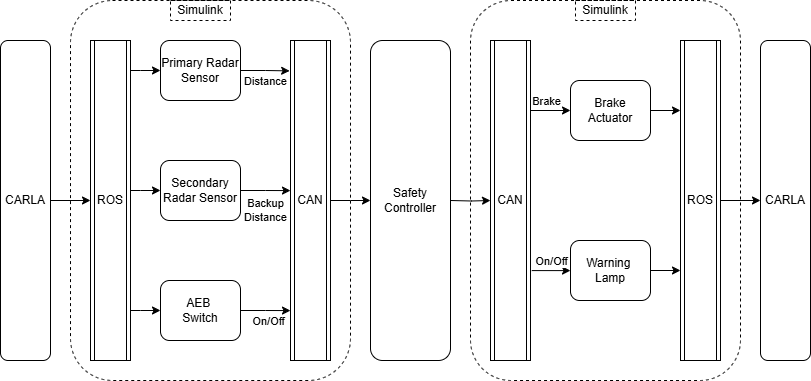 Simulink
Simulink
Primary Radar
Sensor
Distance
Brake
Brake
Actuator
CARLA
ROS
Secondary
Radar Sensor
Backup
Distance
CAN
Safety
Controller
CAN
ROS
CARLA
On/Off
Warning
Lamp
AEB
Switch
On/Off